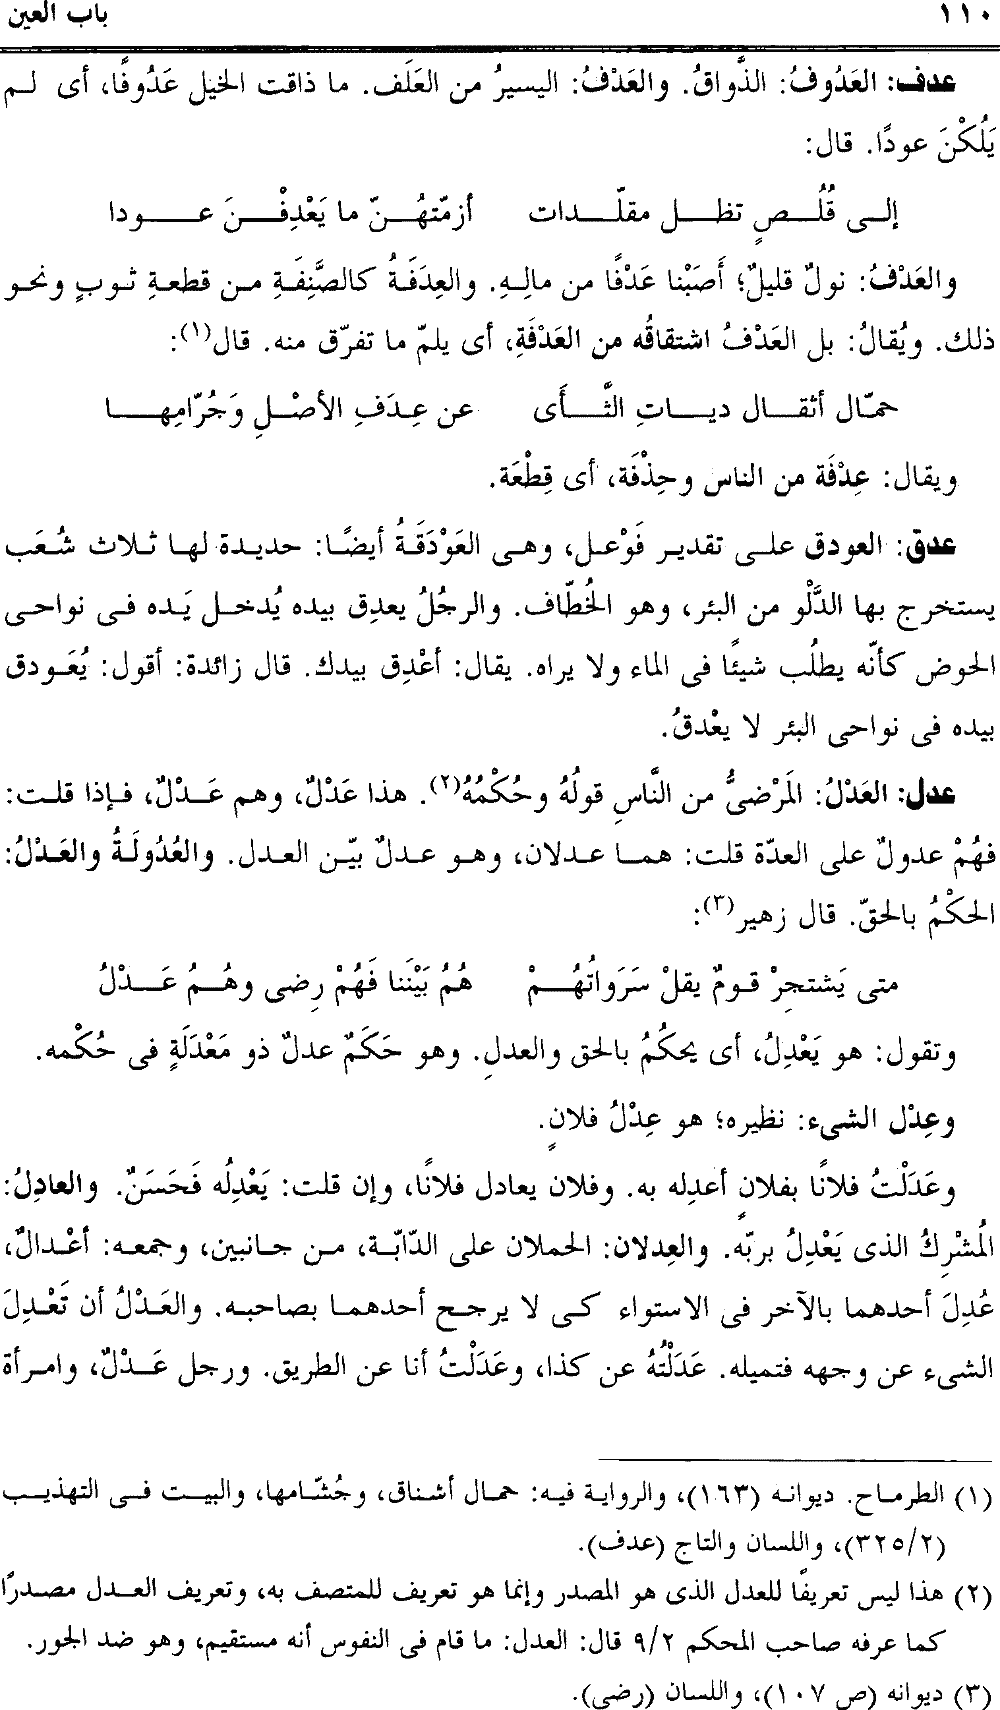 ١١٠ باب العين
عدف: العَدُوفُ: الذَّواقُ. والعَدْفُ: اليسيرُ من العَلَف. ما ذاقت الخيل عَدُوفًا، أى لم
يَلُكْنَ عودًا. قال:
إلى قُلُصٍ تظل مقلّدات أزمّتهُنّ ما يَعْدِفْنَ عودا
والعَدْفُ: نولٌ قليلٌ؛ أَصَبْنا عَدْفًا من مالِهِ. والعِدَفَةُ كالصَّنِفَةِ من قطعةِ ثوبٍ ونحو
ذلك. ويُقالُ: بل العَدْفُ اشتقاقُه من العَدْفَةِ، أى يلمّ ما تفرّق منه. قال(١):
حمّال أثقال دياتِ الثَّأَى عن عِدَفِ الأصْلِ وَجُرّامِها
ويقال: عِدْفَة من الناس وحِذْفَة، أى قِطْعَة.
عدق: العودق على تقدير فَوْعل، وهى العَوْدَقَةُ أيضًا: حديدة لها ثلاث شُعَب
يستخرج بها الدَّلْو من البئر، وهو الخُطّاف. والرجُلُ يعدِق بيده يُدخل يَده فى نواحى
الحوض كأنّه يطلُب شيئًا فى الماء ولا يراه. يقال: أعْدِق بيدك. قال زائدة: أقول: يُعَودق
بيده فى نواحى البئر لا يعْدقُ.
عدل: العَدْلُ: المَرْضىُّ من النَّاسِ قولُهُ وحُكْمُهُ(٢). هذا عَدْلٌ، وهم عَدْلٌ، فإذا قلت:
فهُمْ عدولٌ على العدّة قلت: هما عدلان، وهو عدلٌ بيّن العدل. والعُدُولَةُ والعَدْلُ:
الحكْمُ بالحقّ. قال زهير(٣):
متى يَشتجرْ قومٌ يقلْ سَرَواتُهُمْ هُمُ بَيْنَنا فَهُمْ رِضى وهُمُ عَدْلُ
وتقول: هو يَعْدِلُ، أى يحكُمُ بالحق والعدلِ. وهو حَكَمٌ عدلٌ ذو مَعْدَلَةٍ فى حُكْمه.
وعِدْل الشىء: نظيره؛ هو عِدْلُ فلانٍ.
وعَدَلْتُ فلانًا بفلانٍ أعدِله به. وفلان يعادل فلانًا، وإن قلت: يَعْدِلُه فَحَسَنٌ. والعادِلُ:
المُشْرِكُ الذى يَعْدِلُ بربّه. والعِدلان: الحملان على الدّابّة، من جانبين، وجمعه: أعْدالٌ،
عُدِلَ أحدهما بالآخر فى الاستواء كى لا يرجح أحدهما بصاحبه. والعَدْلُ أن تَعْدِلَ
الشىء عن وجهه فتميله. عَدَلْتُهُ عن كذا، وعَدَلْتُ أنا عن الطريق. ورجل عَدْلٌ، وامرأة
(١) الطرماح. ديوانه (١٦٣)، والرواية فيه: حمال أشناق، وجُشّامها، والبيت فى التهذيب
(٣٢٥/٢)، واللسان والتاج (عدف).
(٢) هذا ليس تعريفًا للعدل الذى هو المصدر وإنما هو تعريف للمتصف به، وتعريف العدل مصدرًا
كما عرفه صاحب المحكم ٩/٢ قال: العدل: ما قام فى النفوس أنه مستقيم، وهو ضد الجور.
(٣) ديوانه (ص ١٠٧)، واللسان (رضى).